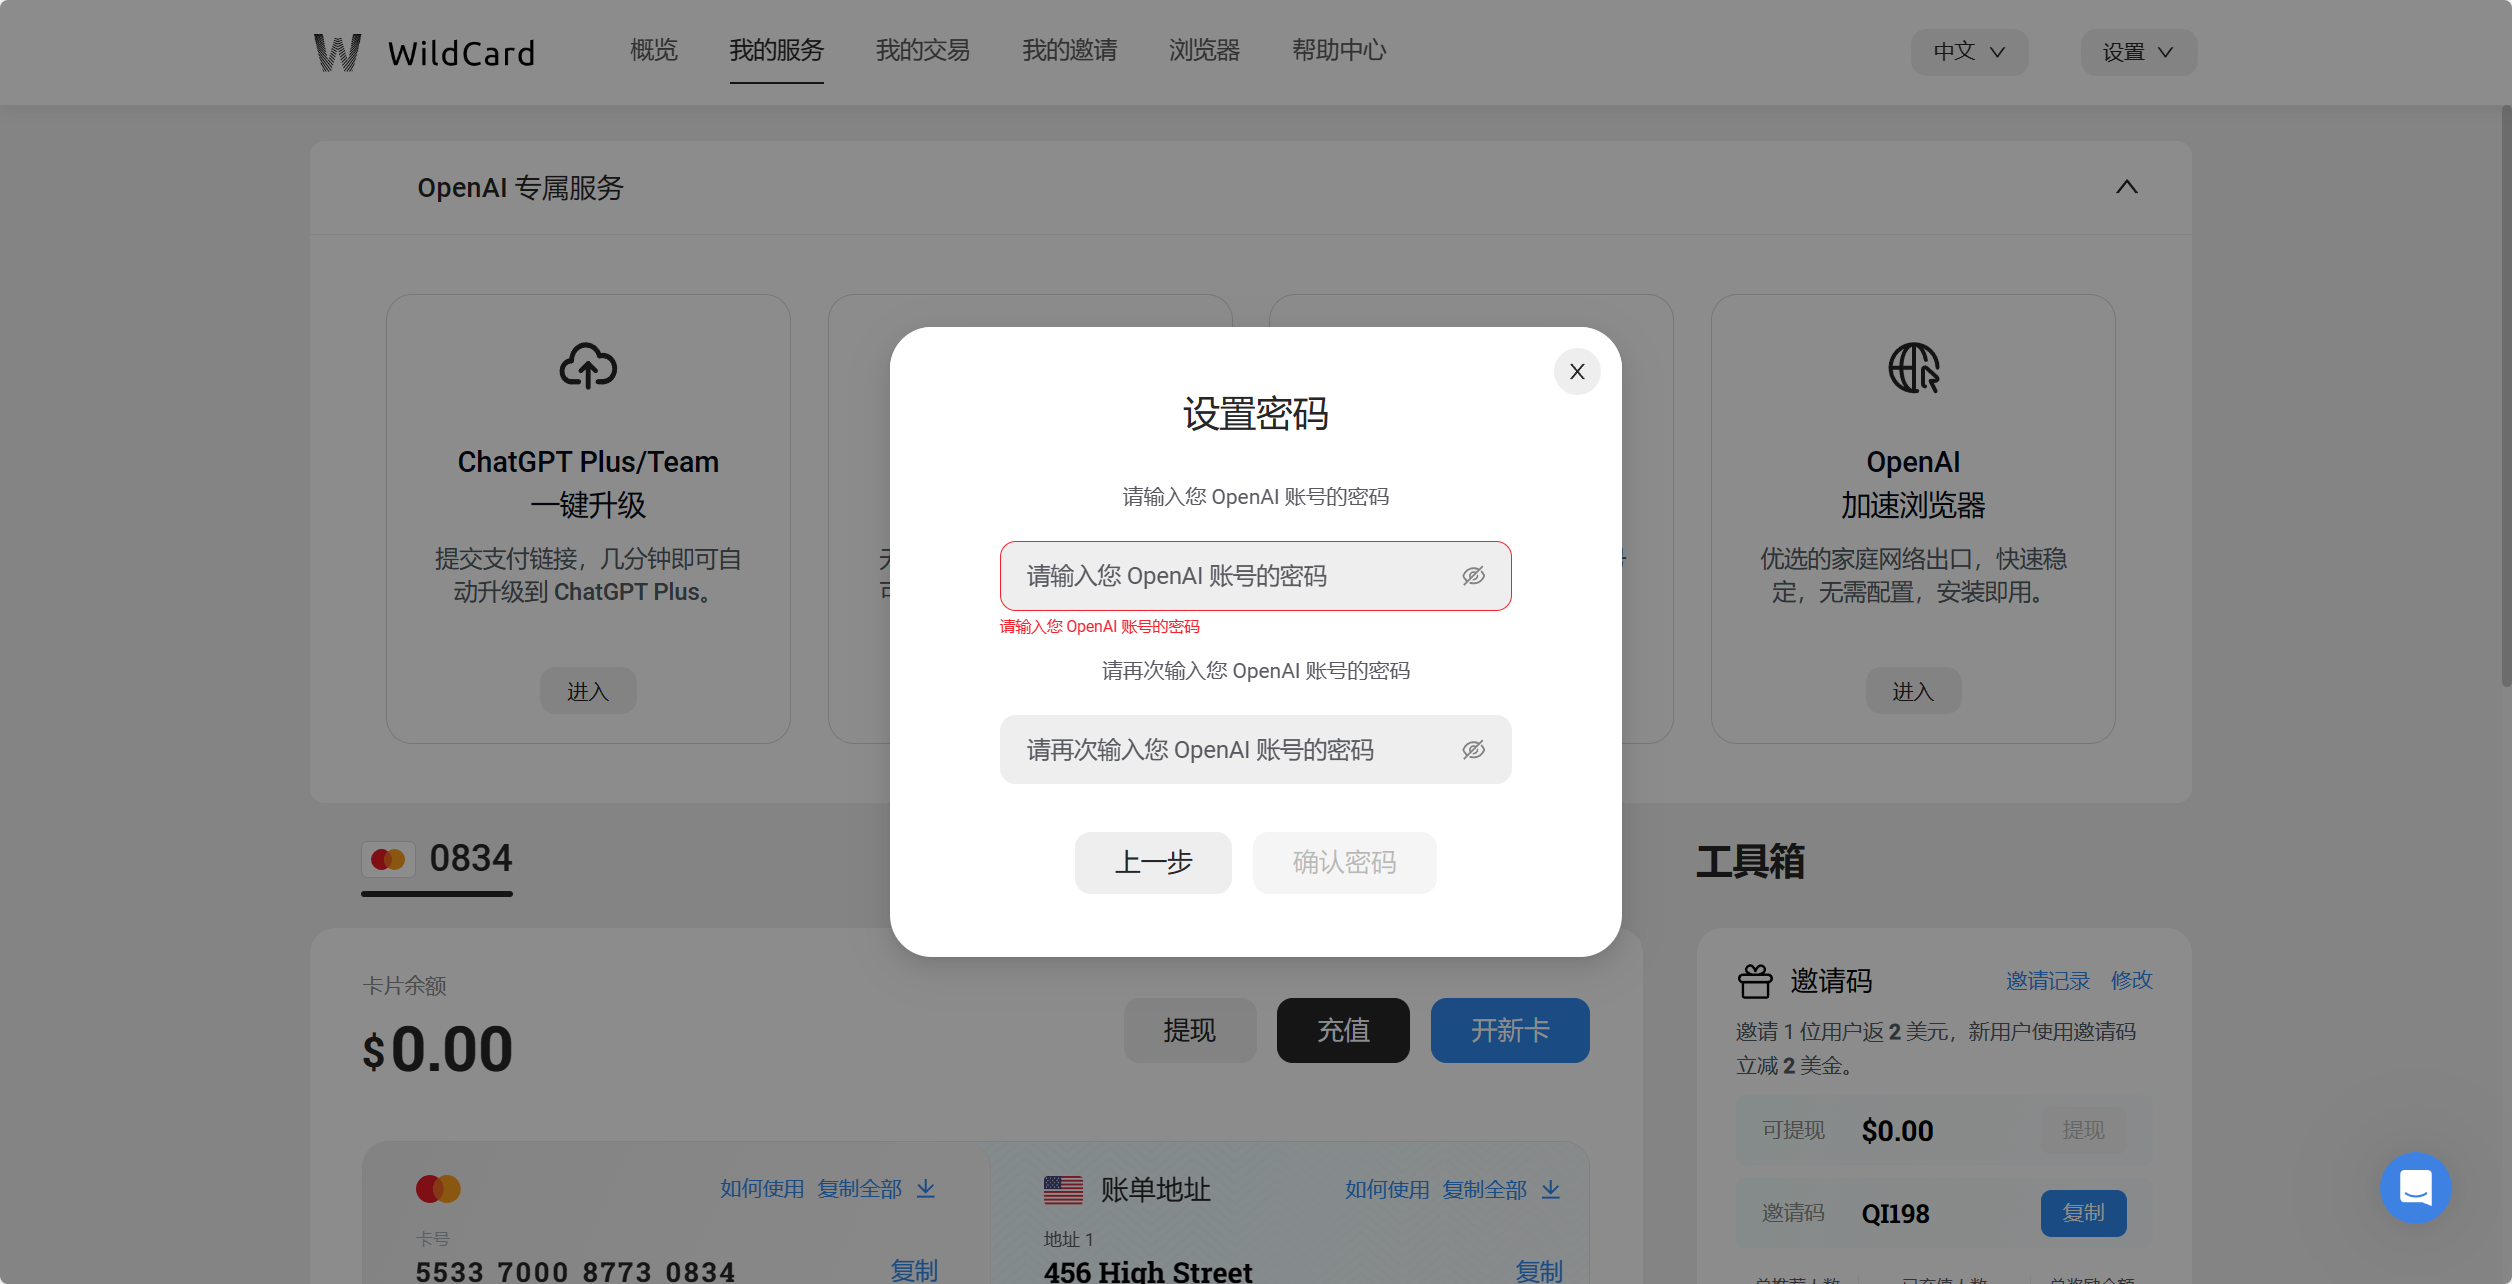 WildCard
概览
我的服务
我的交易
我的邀请
浏览器
帮助中心
中文
设置
OpenAI 专属服务
ChatGPT Plus/Team
一键升级
提交支付链接，几分钟即可自
动升级到 ChatGPT Plus。
进入
OpenAI
加速浏览器
优选的家庭网络出口，快速稳
定，无需配置，安装即用。
进入
设置密码
请输入您 OpenAI 账号的密码
请输入您 OpenAI 账号的密码
请输入您 OpenAI 账号的密码
请再次输入您 OpenAI 账号的密码
请再次输入您 OpenAI 账号的密码
上一步
确认密码
0834
卡片余额
$0.00
提现
充值
开新卡
如何使用
复制全部
卡号
5533 7000 8773 0834
复制
账单地址
如何使用
复制全部
地址 1
456 High Street
复制
工具箱
邀请码
邀请记录
修改
邀请 1 位用户返 2 美元，新用户使用邀请码
立减 2 美金。
可提现
$0.00
提现
邀请码
QI198
复制